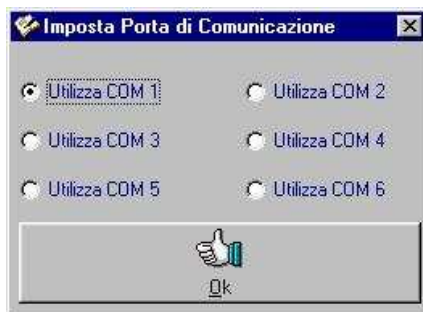 Imposta Porta di Comunicazione
Utilizza COM 1 Utilizza COM 2
Utilizza COM 3 Utilizza COM 4
Utilizza COM 5 Utilizza COM 6
Ok